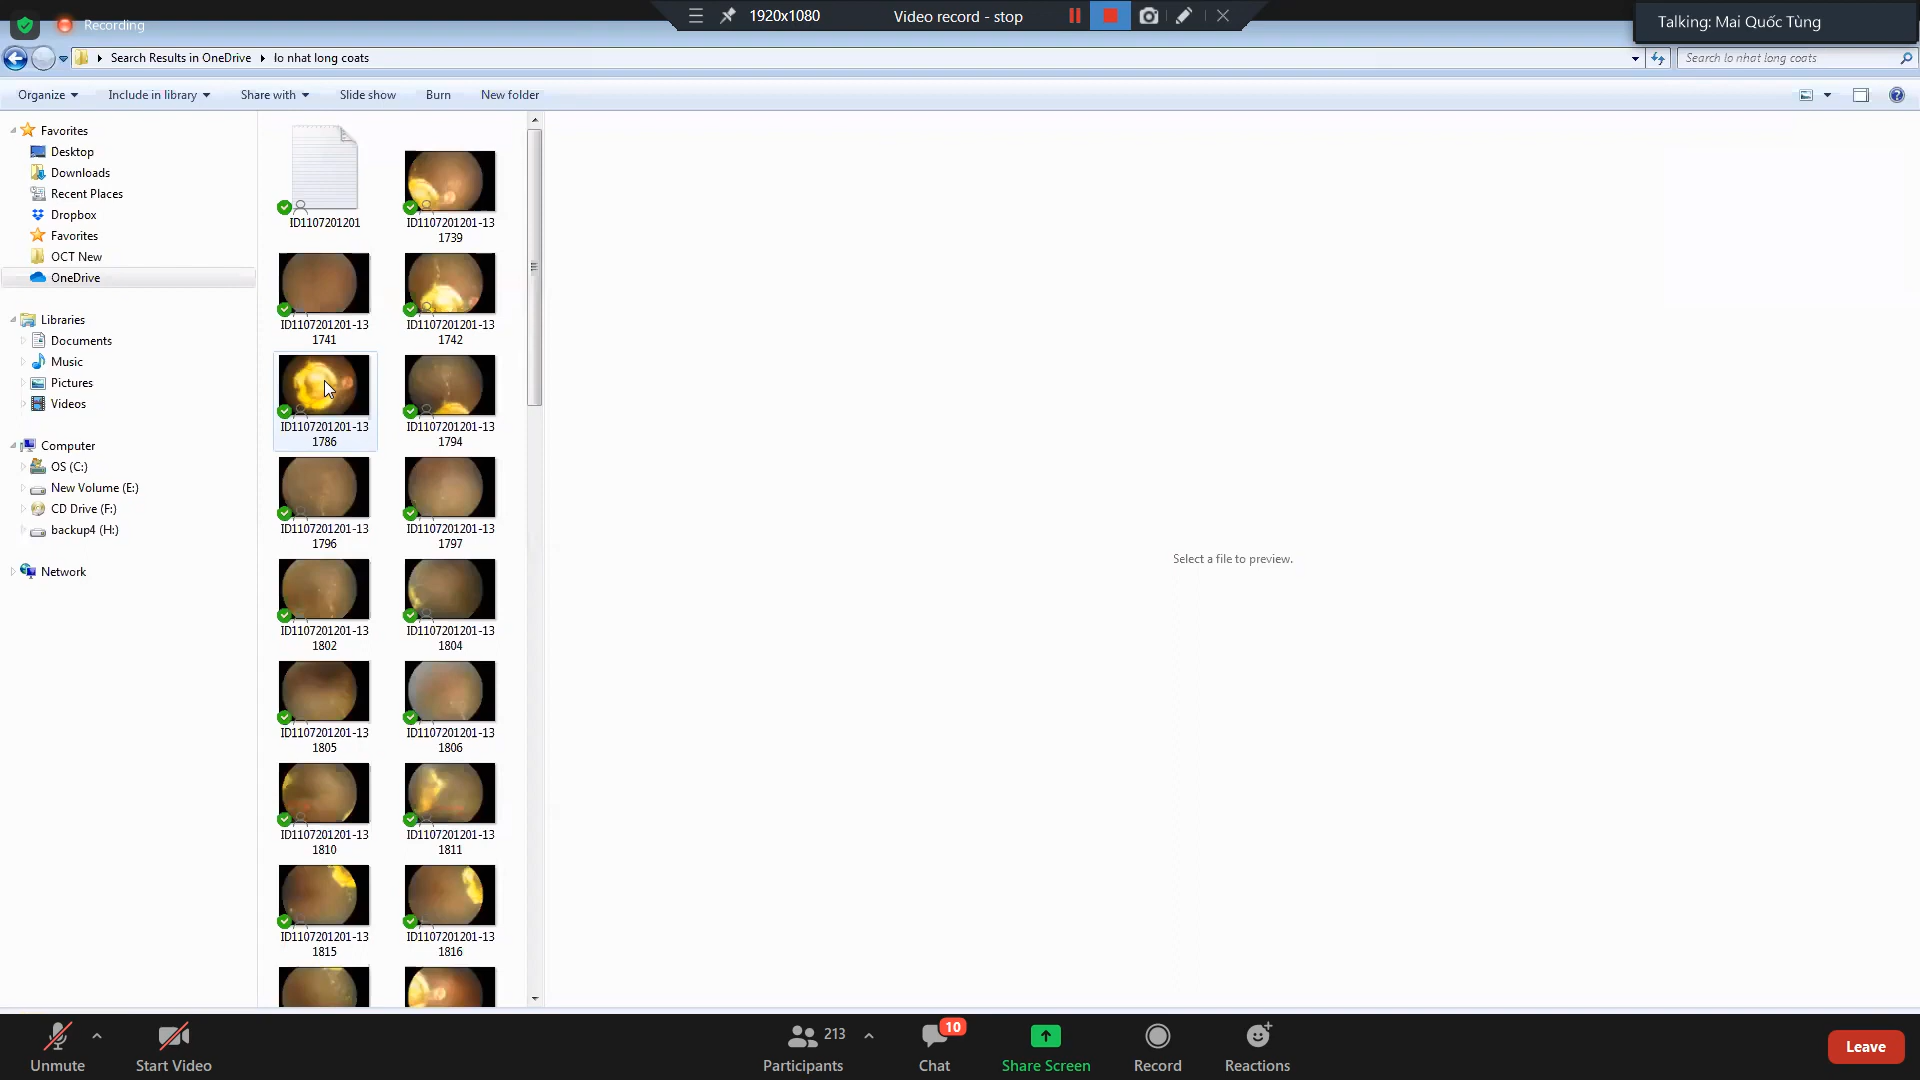 Recording
1920x1080
Video record - stop
Talking: Mai Quốc Tùng
Search Results in OneDrive
lo nhat long coats
Search lo nhat long coats
Organize
Include in library
Share with
Slide show
Burn
New folder
Favorites
Desktop
Downloads
Recent Places
Dropbox
Favorites
OCT New
OneDrive
Libraries
Documents
Music
Pictures
Videos
Computer
OS (C:)
New Volume (E:)
CD Drive (F:)
backup4 (H:)
Network
ID1107201201
ID1107201201-13
1739
ID1107201201-13
1741
ID1107201201-13
1742
ID1107201201-13
1786
ID1107201201-13
1794
ID1107201201-13
1796
ID1107201201-13
1797
ID1107201201-13
1802
ID1107201201-13
1804
ID1107201201-13
1805
ID1107201201-13
1806
ID1107201201-13
1810
ID1107201201-13
1811
ID1107201201-13
1815
ID1107201201-13
1816
Select a file to preview.
Unmute
Start Video
213
Participants
10
Chat
Share Screen
Record
Reactions
Leave